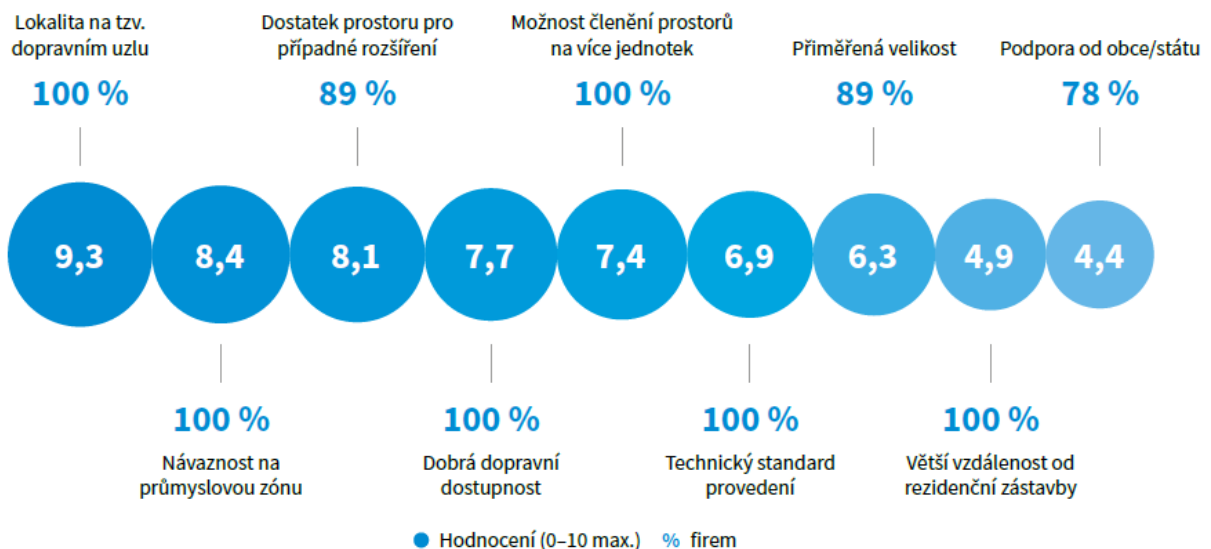 Lokalita na tzv.
dopravním uzlu
100 %
Dostatek prostoru pro
případné rozšíření
89 %
Možnost členění prostorů
na více jednotek
100 %
Přiměřená velikost
89 %
Podpora od obce/státu
78 %
9,3
8,4
8,1
7,7
7,4
6,9
6,3
4,9
4,4
100 %
Návaznost na
průmyslovou zónu
100 %
Dobrá dopravní
dostupnost
100 %
Technický standard
provedení
100 %
Větší vzdálenost od
rezidenční zástavby
Hodnocení (0–10 max.) % firem